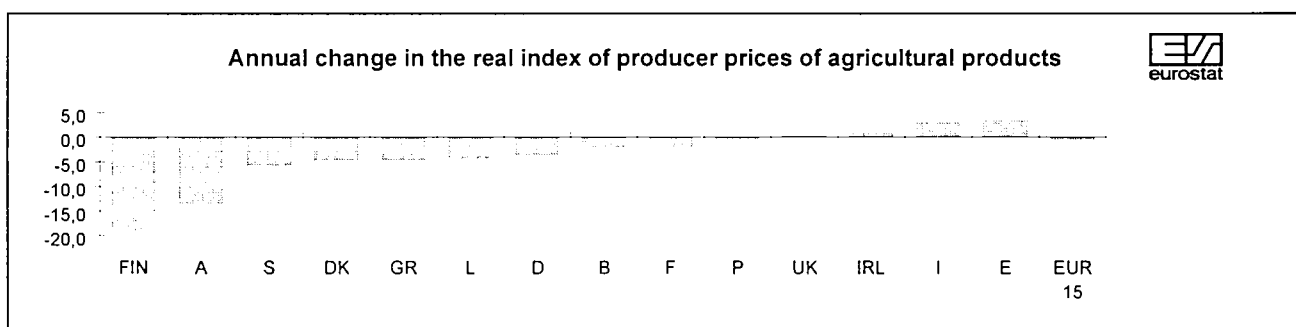 Annual change in the real index of producer prices of agricultural products
eurostat
5,0
0,0
-5,0
-10,0
-15,0
-20,0
FIN A S DK GR L D B F P UK IRL I E EUR
15